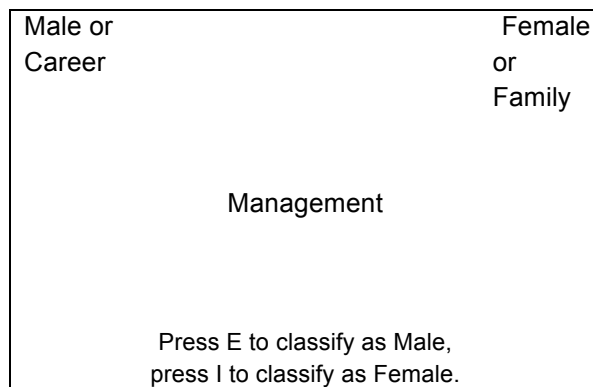 Male or
Career
Female
or
Family
Management
Press E to classify as Male,
press I to classify as Female.